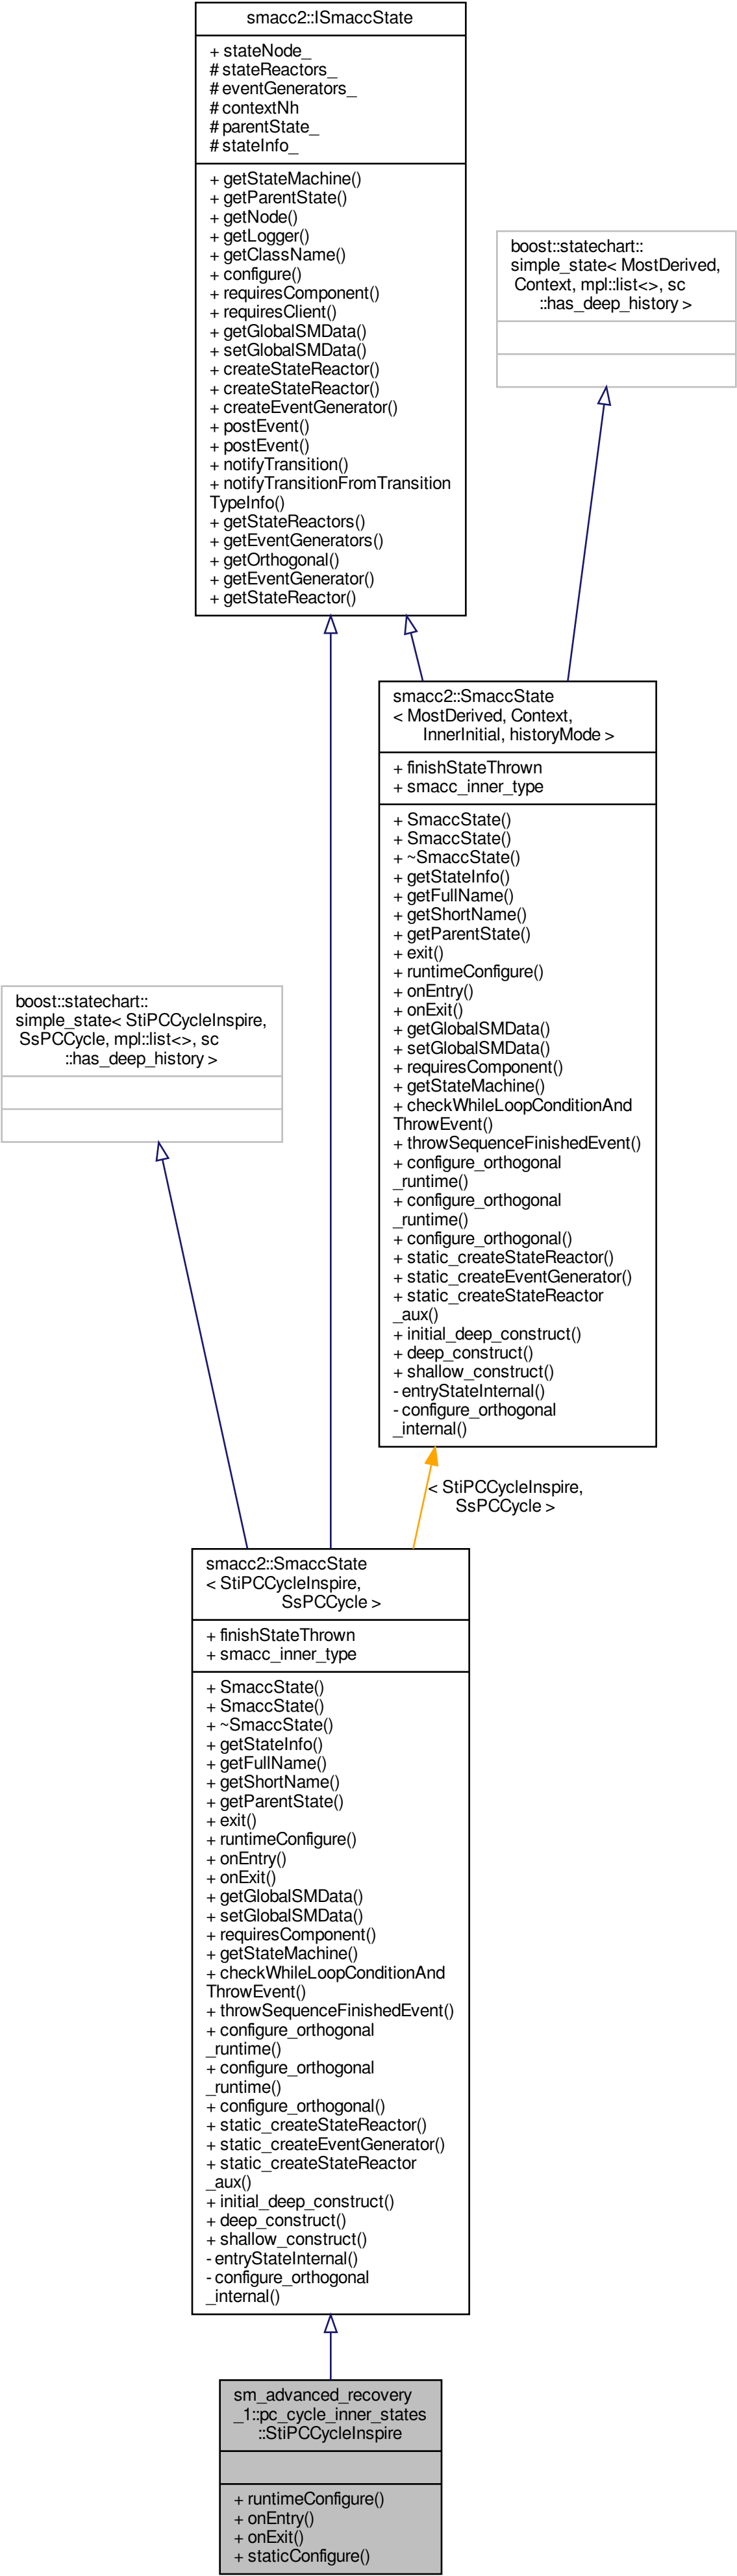 smacc2::ISmaccState
+ stateNode_
# stateReactors_
# eventGenerators_
# contextNh
# parentState_
# stateInfo_
+ getStateMachine()
+ getParentState()
+ getNode()
+ getLogger()
+ getClassName()
+ configure()
+ requiresComponent()
+ requiresClient()
+ getGlobalSMData()
+ setGlobalSMData()
+ createStateReactor()
+ createStateReactor()
+ createEventGenerator()
+ postEvent()
+ postEvent()
+ notifyTransition()
+ notifyTransitionFromTransition
TypeInfo()
+ getStateReactors()
+ getEventGenerators()
+ getOrthogonal()
+ getEventGenerator()
+ getStateReactor()
boost::statechart::
simple_state< MostDerived,
Context, mpl::list<>, sc
::has_deep_history >
smacc2::SmaccState
< MostDerived, Context,
InnerInitial, historyMode >
+ finishStateThrown
+ smacc_inner_type
+ SmaccState()
+ SmaccState()
+ ~SmaccState()
+ getStateInfo()
+ getFullName()
+ getShortName()
+ getParentState()
+ exit()
+ runtimeConfigure()
+ onEntry()
+ onExit()
+ getGlobalSMData()
+ setGlobalSMData()
+ requiresComponent()
+ getStateMachine()
+ checkWhileLoopConditionAnd
ThrowEvent()
+ throwSequenceFinishedEvent()
+ configure_orthogonal
_runtime()
+ configure_orthogonal
_runtime()
+ configure_orthogonal()
+ static_createStateReactor()
+ static_createEventGenerator()
+ static_createStateReactor
_aux()
+ initial_deep_construct()
+ deep_construct()
+ shallow_construct()
- entryStateInternal()
- configure_orthogonal
_internal()
boost::statechart::
simple_state< StiPCCycleInspire,
SsPCCycle, mpl::list<>, sc
::has_deep_history >
< StiPCCycleInspire,
SsPCCycle >
smacc2::SmaccState
< StiPCCycleInspire,
SsPCCycle >
+ finishStateThrown
+ smacc_inner_type
+ SmaccState()
+ SmaccState()
+ ~SmaccState()
+ getStateInfo()
+ getFullName()
+ getShortName()
+ getParentState()
+ exit()
+ runtimeConfigure()
+ onEntry()
+ onExit()
+ getGlobalSMData()
+ setGlobalSMData()
+ requiresComponent()
+ getStateMachine()
+ checkWhileLoopConditionAnd
ThrowEvent()
+ throwSequenceFinishedEvent()
+ configure_orthogonal
_runtime()
+ configure_orthogonal
_runtime()
+ configure_orthogonal()
+ static_createStateReactor()
+ static_createEventGenerator()
+ static_createStateReactor
_aux()
+ initial_deep_construct()
+ deep_construct()
+ shallow_construct()
- entryStateInternal()
- configure_orthogonal
_internal()
sm_advanced_recovery
_1::pc_cycle_inner_states
::StiPCCycleInspire
+ runtimeConfigure()
+ onEntry()
+ onExit()
+ staticConfigure()